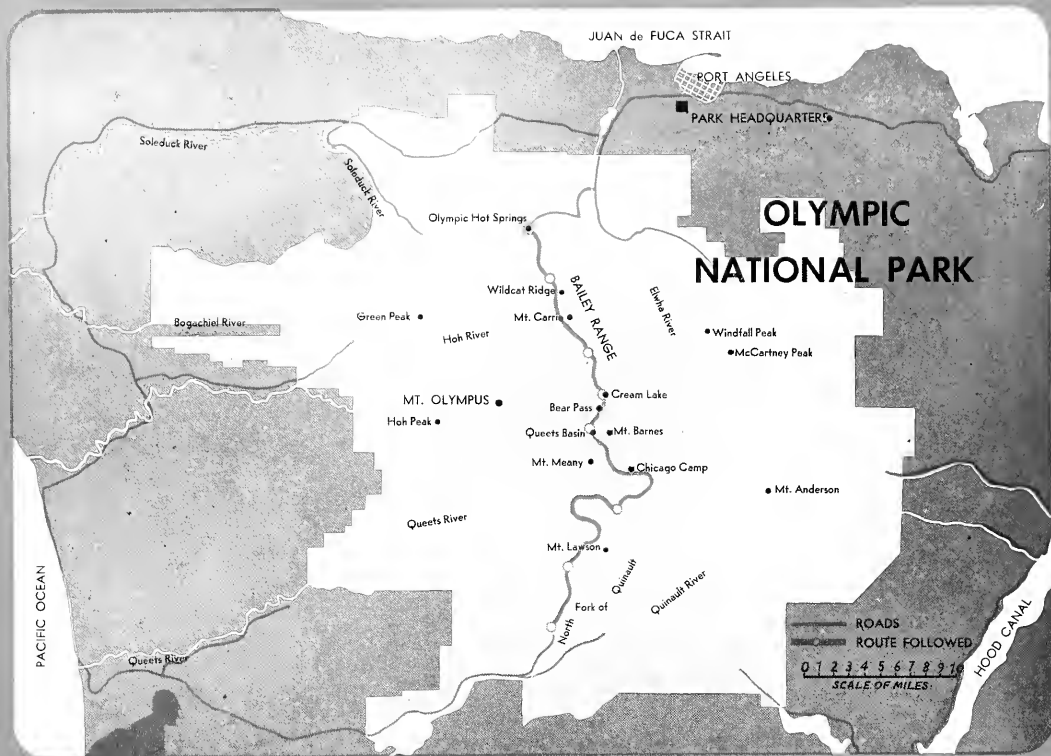 JUAN de FUCA STRAIT
PORT ANGELES
PARK HEADQUARTERS
Soleduck River
Soleduck River
OLYMPIC
NATIONAL PARK
Olympic Hot Springs
Wildcat Ridge
BAILEY RANGE
Elwha River
Bogachiel River
Green Peak
Mt. Carrie
Hoh River
Windfall Peak
McCartney Peak
MT. OLYMPUS
Cream Lake
Bear Pass
Hoh Peak
Queets Basin
Mt. Barnes
Mt. Meany
Chicago Camp
Mt. Anderson
Queets River
Mt. Lawson
PACIFIC OCEAN
North Fork of Quinault
Quinault River
HOOD CANAL
Queets River
ROADS
ROUTE FOLLOWED
0 1 2 3 4 5 6 7 8 9 10
SCALE OF MILES